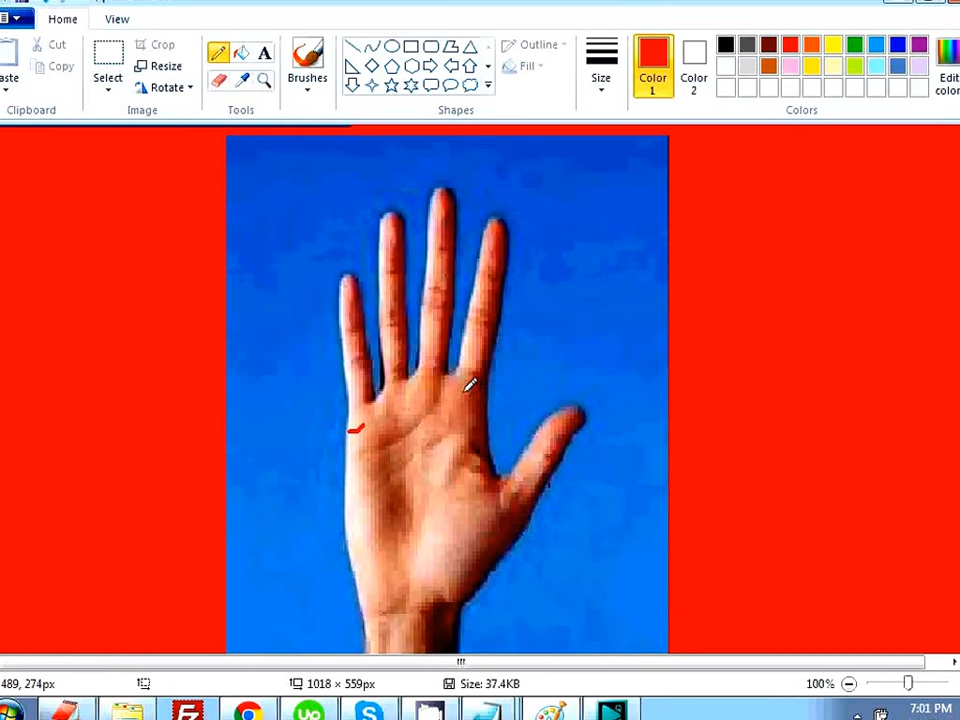 Home View
Cut
Copy
aste
Clipboard
Select
Crop
Resize
Rotate
Image
A
Tools
Brushes
Outline
Fill
Shapes
Size
Color
1
Color
2
Edit
color
Colors
489, 274px
1018 × 559px
Size: 37.4KB
100%
7:01 PM